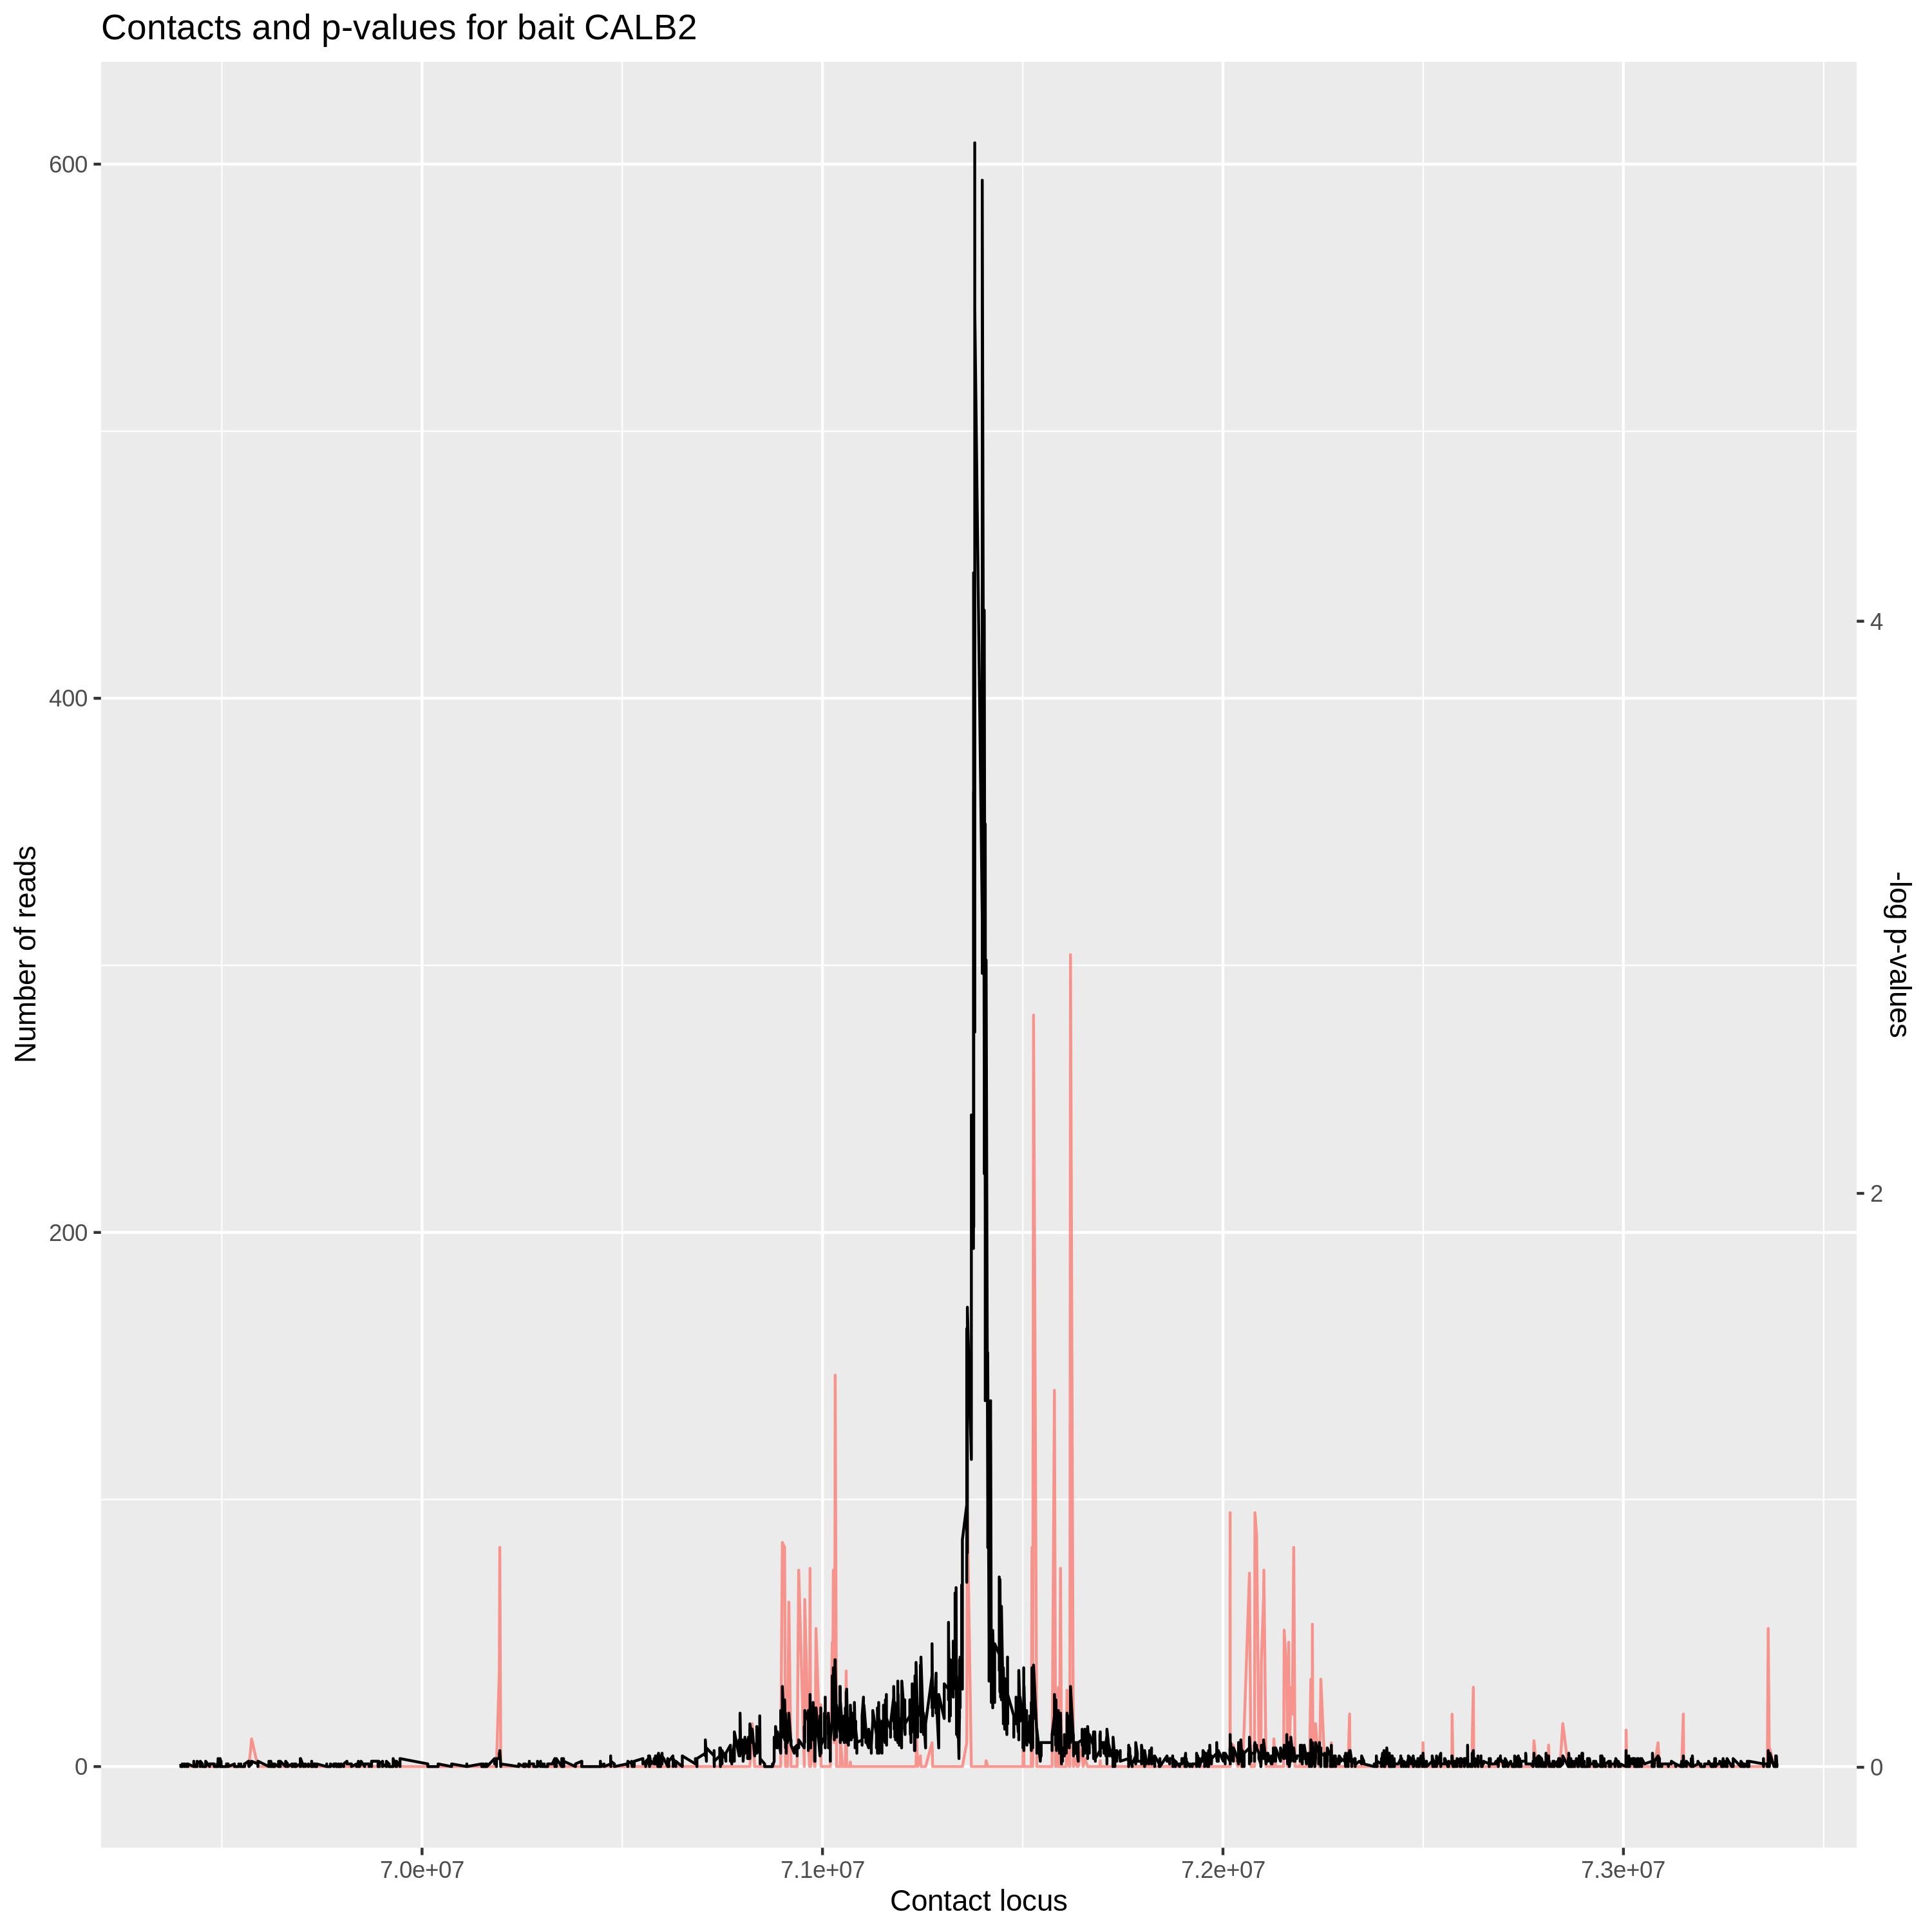 Contacts and p-values for bait CALB2
600
400
200
0
Number of reads
4
2
0
-log p-values
7.0e+07
7.1e+07
7.2e+07
7.3e+07
Contact locus